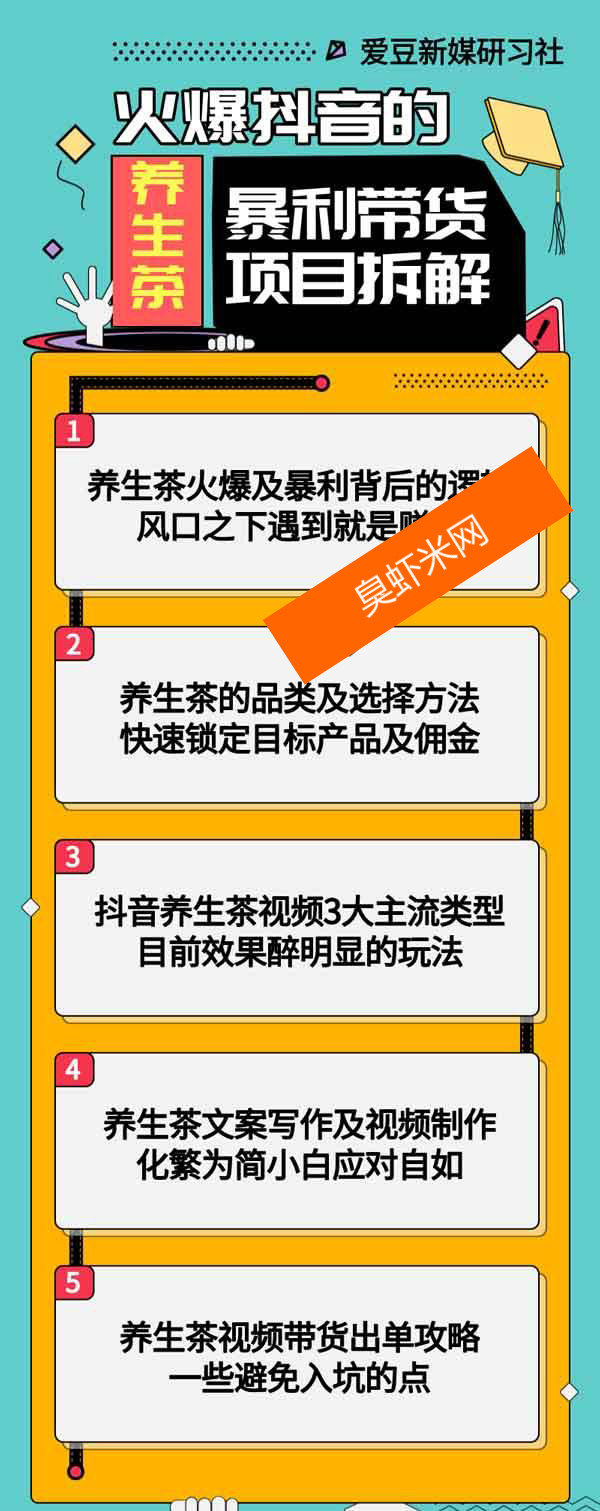 爱豆新媒研习社
火爆抖音的
养生茶
暴利带货
项目拆解
1
养生茶火爆及暴利背后的逻
风口之下遇到就是赚
臭虾米网
2
养生茶的品类及选择方法
快速锁定目标产品及佣金
3
抖音养生茶视频3大主流类型
目前效果醉明显的玩法
4
养生茶文案写作及视频制作
化繁为简小白应对自如
5
养生茶视频带货出单攻略
一些避免入坑的点